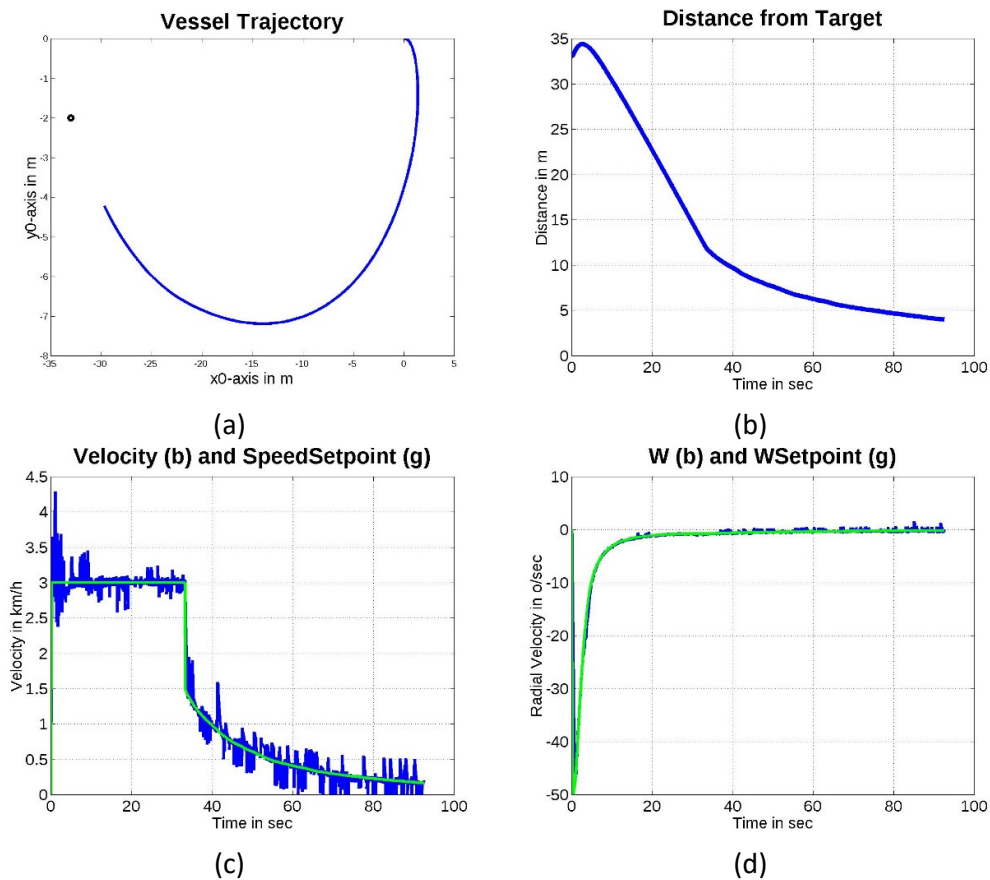 Vessel Trajectory
0
-1
-2
-3
-4
-5
-6
-7
-8
y0-axis in m
-35 -30 -25 -20 -15 -10 -5 0 5
x0-axis in m
(a)
Distance from Target
35
30
25
20
15
10
5
0
Distance in m
0 20 40 60 80 100
Time in sec
(b)
Velocity (b) and SpeedSetpoint (g)
4.5
4
3.5
3
2.5
2
1.5
1
0.5
0
Velocity in km/h
0 20 40 60 80 100
Time in sec
(c)
W (b) and WSetpoint (g)
10
0
-10
-20
-30
-40
-50
Radial Velocity in o/sec
0 20 40 60 80 100
Time in sec
(d)